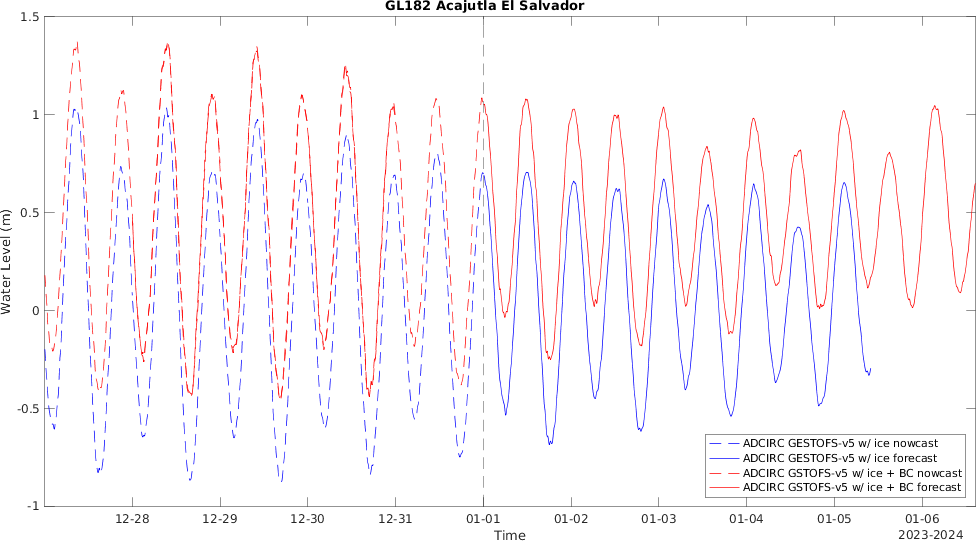 GL182 Acajutla El Salvador
1.5
1
0.5
0
-0.5
-1
Water Level (m)
12-28
12-29
12-30
12-31
01-01
01-02
01-03
01-04
01-05
01-06
Time
2023-2024
ADCIRC GESTOFS-v5 w/ ice nowcast
ADCIRC GESTOFS-v5 w/ ice forecast
ADCIRC GSTOFS-v5 w/ ice + BC nowcast
ADCIRC GSTOFS-v5 w/ ice + BC forecast